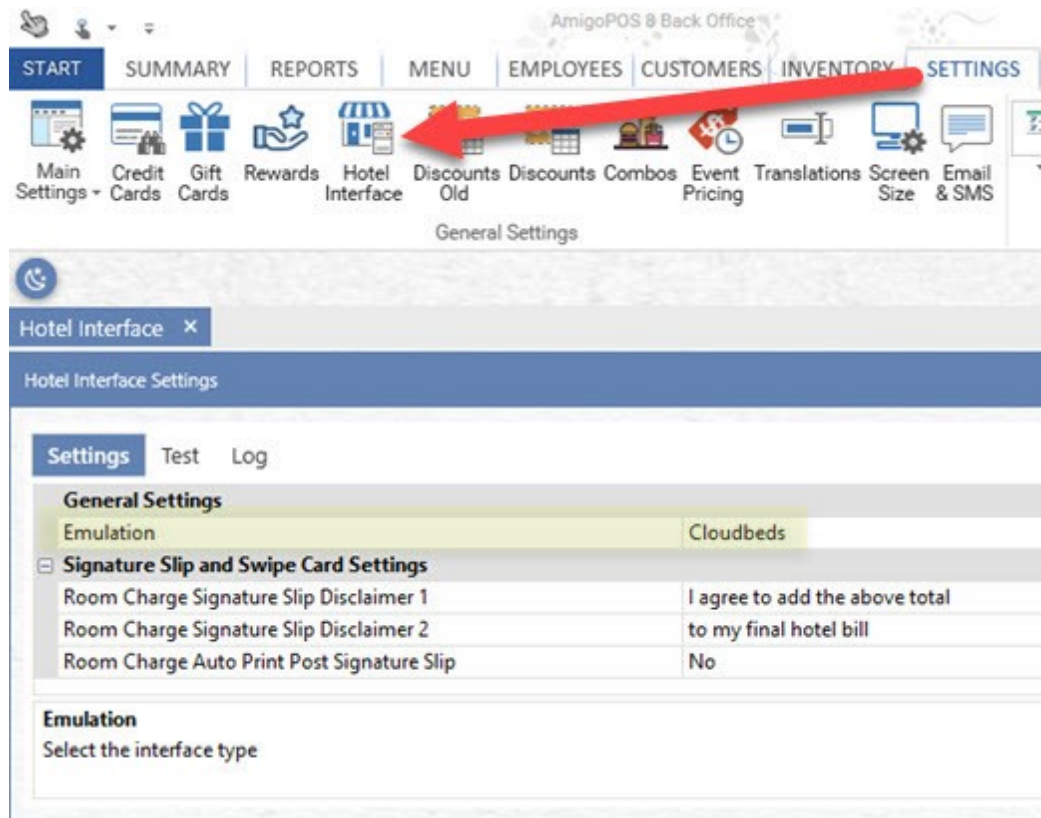 AmigoPOS 8 Back Office
START SUMMARY REPORTS MENU EMPLOYEES CUSTOMERS INVENTORY SETTINGS
Main Credit Gift Rewards Hotel Discounts Discounts Combos Event Translations Screen Email
Settings Cards Cards Interface Old Pricing Size & SMS
General Settings
Hotel Interface ×
Hotel Interface Settings
Settings Test Log
General Settings
Emulation Cloudbeds
Signature Slip and Swipe Card Settings
Room Charge Signature Slip Disclaimer 1 I agree to add the above total
Room Charge Signature Slip Disclaimer 2 to my final hotel bill
Room Charge Auto Print Post Signature Slip No
Emulation
Select the interface type